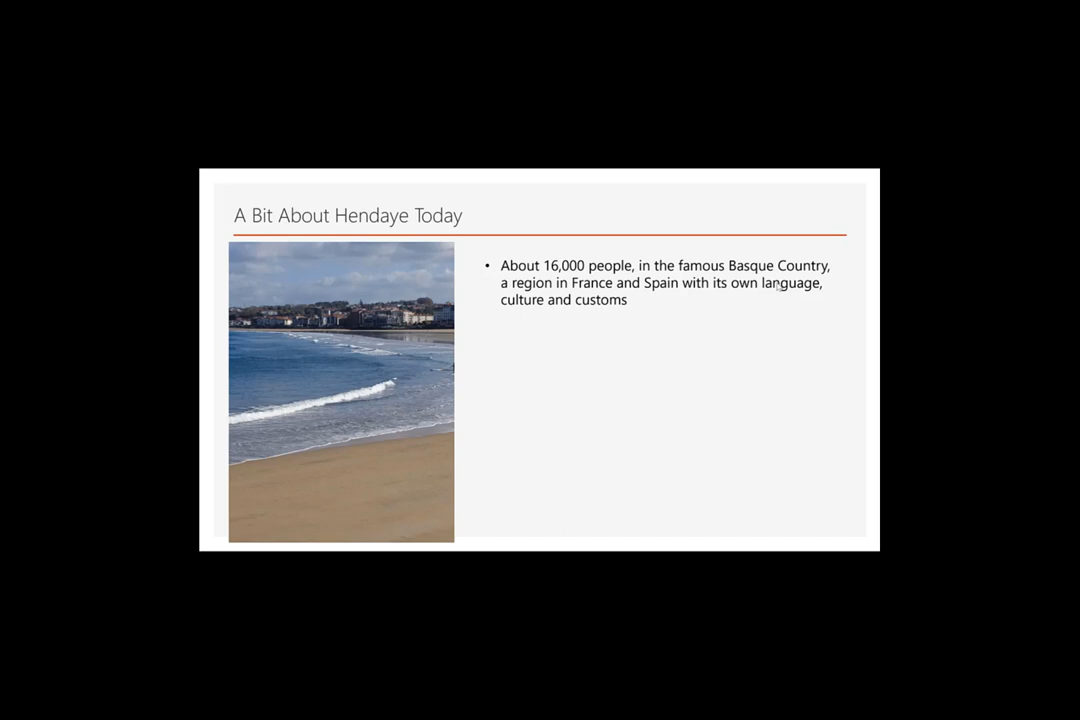 A Bit About Hendaye Today
• About 16,000 people, in the famous Basque Country,
a region in France and Spain with its own language,
culture and customs